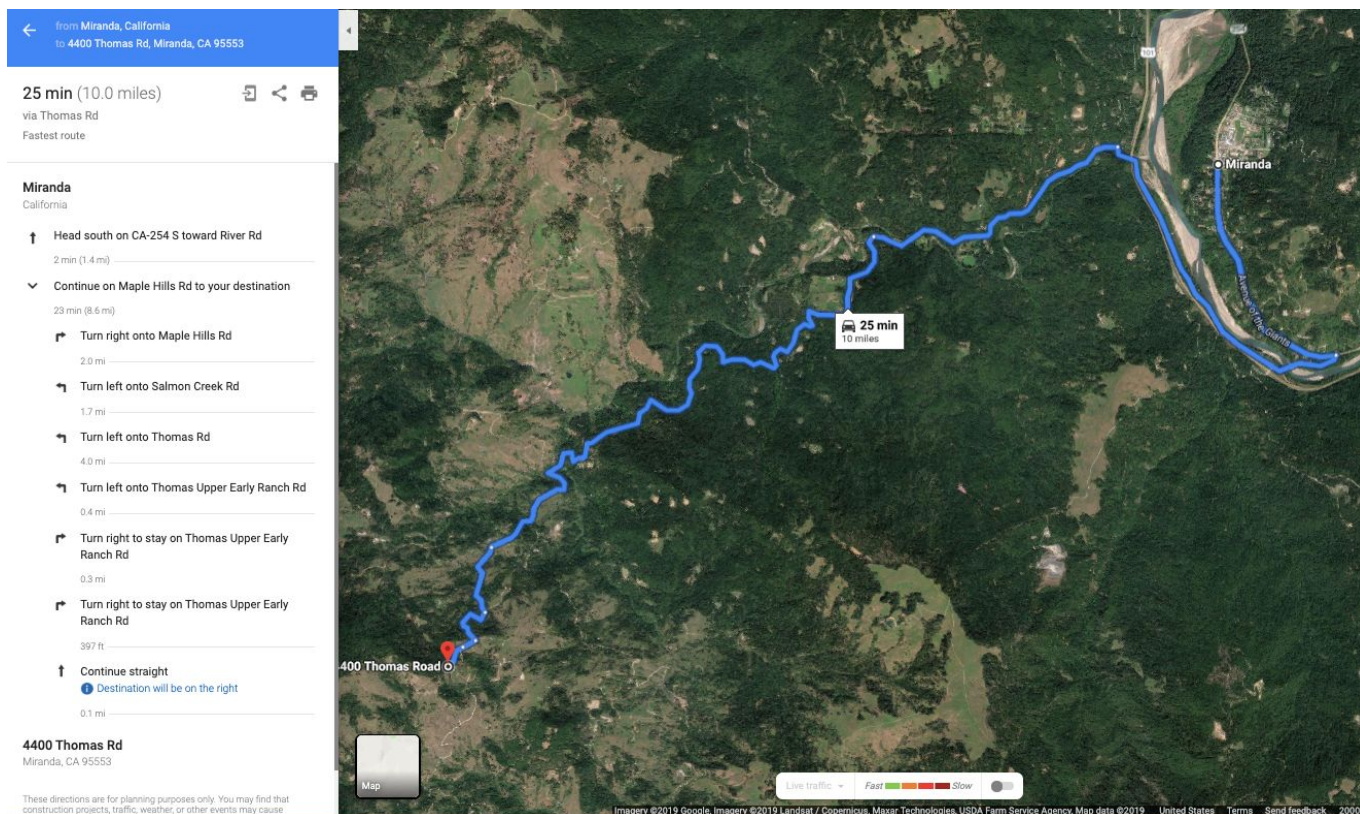 from Miranda, California
to 4400 Thomas Rd, Miranda, CA 95553
25 min (10.0 miles)
via Thomas Rd
Fastest route
Miranda
California
Head south on CA-254 S toward River Rd
2 min (1.4 mi)
Continue on Maple Hills Rd to your destination
23 min (8.6 mi)
Turn right onto Maple Hills Rd
2.0 mi
Turn left onto Salmon Creek Rd
1.7 mi
Turn left onto Thomas Rd
4.0 mi
Turn left onto Thomas Upper Early Ranch Rd
0.4 mi
Turn right to stay on Thomas Upper Early
Ranch Rd
0.3 mi
Turn right to stay on Thomas Upper Early
Ranch Rd
397 ft
Continue straight
Destination will be on the right
0.1 mi
4400 Thomas Rd
Miranda, CA 95553
These directions are for planning purposes only. You may find that
construction projects, traffic, weather, or other events may cause
101
254
Miranda
Avenue of the Giants
25 min
10 miles
400 Thomas Road
Map
Live traffic
Fast
Slow
Imagery ©2019 Google, Imagery ©2019 Landsat / Copernicus, Maxar Technologies, USDA Farm Service Agency, Map data ©2019 United States Terms Send feedback 2000